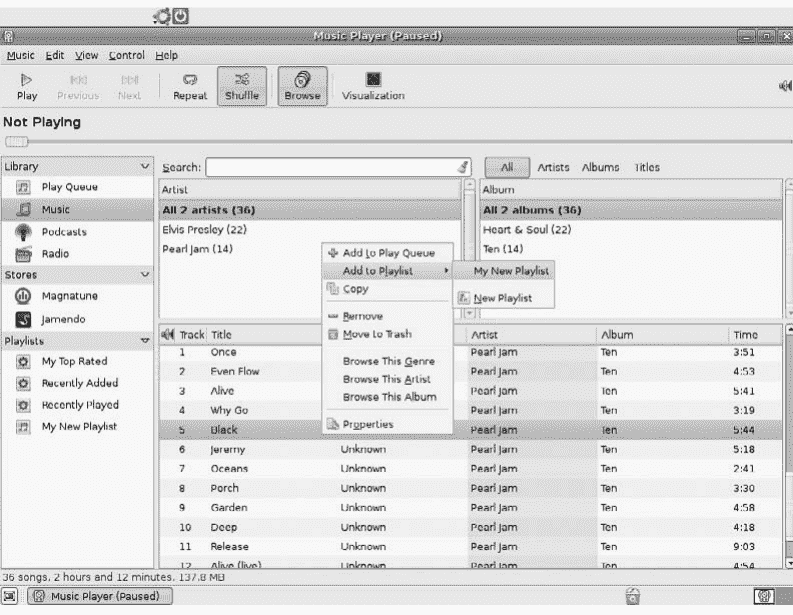 Music Player (Paused)
Music Edit View Control Help
Play Previous Next Repeat Shuffle Browse Visualization
Not Playing
Library
Play Queue
Music
Podcasts
Radio
Stores
Magnatune
Jamendo
Playlists
My Top Rated
Recently Added
Recently Played
My New Playlist
Search: All Artists Albums Titles
Artist
All 2 artists (36)
Elvis Presley (22)
Pearl Jam (14)
Album
All 2 albums (36)
Heart & Soul (22)
Ten (14)
Add to Play Queue
Add to Playlist
Copy
Remove
Move to Trash
Browse This Genre
Browse This Artist
Browse This Album
Properties
My New Playlist
New Playlist
Track Title Artist Album Time
1 Once Pearl Jam Ten 3:51
2 Even Flow Pearl Jam Ten 4:53
3 Alive Pearl Jam Ten 5:41
4 Why Go Pearl Jam Ten 3:19
5 Black Pearl Jam Ten 5:44
6 Jeremy Unknown Pearl Jam Ten 5:18
7 Oceans Unknown Pearl Jam Ten 2:41
8 Porch Unknown Pearl Jam Ten 3:30
9 Garden Unknown Pearl Jam Ten 4:58
10 Deep Unknown Pearl Jam Ten 4:18
11 Release Unknown Pearl Jam Ten 9:03
12 Alive (live) Unknown Pearl Jam Ten 4:54
36 songs, 2 hours and 12 minutes, 137.8 MB
Music Player (Paused)